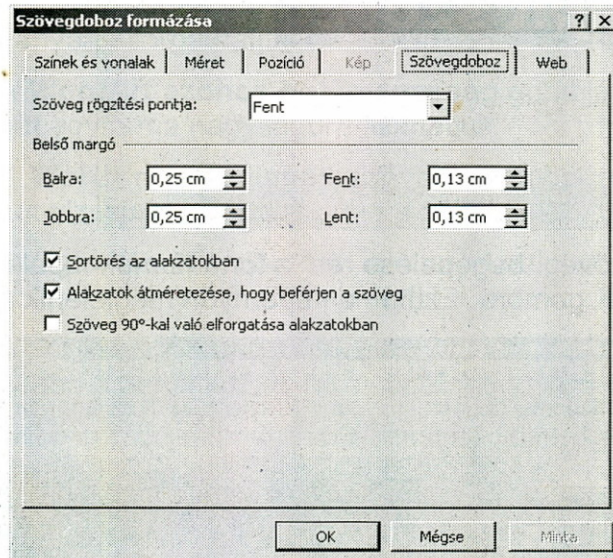 Szövegdoboz formázása
Színek és vonalak Méret Pozíció Kép Szövegdoboz Web
Szöveg rögzítési pontja: Fent
Belső margó
Balra: 0,25 cm Fent: 0,13 cm
Jobbra: 0,25 cm Lent: 0,13 cm
Sortörés az alakzatokban
Alakzatok átméretezése, hogy beférjen a szöveg
Szöveg 90°-kal való elforgatása alakzatokban
OK Mégse Minta